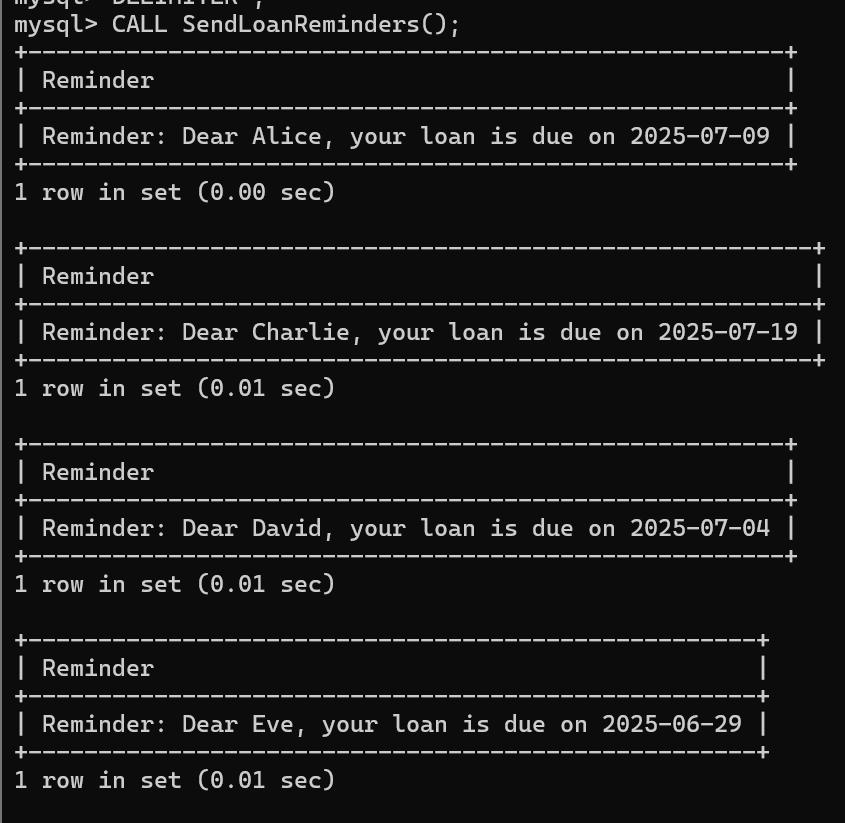 mysql> DELIMITER ;
mysql> CALL SendLoanReminders();
+------------------------------------------------------+
| Reminder                                             |
+------------------------------------------------------+
| Reminder: Dear Alice, your loan is due on 2025-07-09 |
+------------------------------------------------------+
1 row in set (0.00 sec)

+--------------------------------------------------------+
| Reminder                                               |
+--------------------------------------------------------+
| Reminder: Dear Charlie, your loan is due on 2025-07-19 |
+--------------------------------------------------------+
1 row in set (0.01 sec)

+------------------------------------------------------+
| Reminder                                             |
+------------------------------------------------------+
| Reminder: Dear David, your loan is due on 2025-07-04 |
+------------------------------------------------------+
1 row in set (0.01 sec)

+----------------------------------------------------+
| Reminder                                           |
+----------------------------------------------------+
| Reminder: Dear Eve, your loan is due on 2025-06-29 |
+----------------------------------------------------+
1 row in set (0.01 sec)